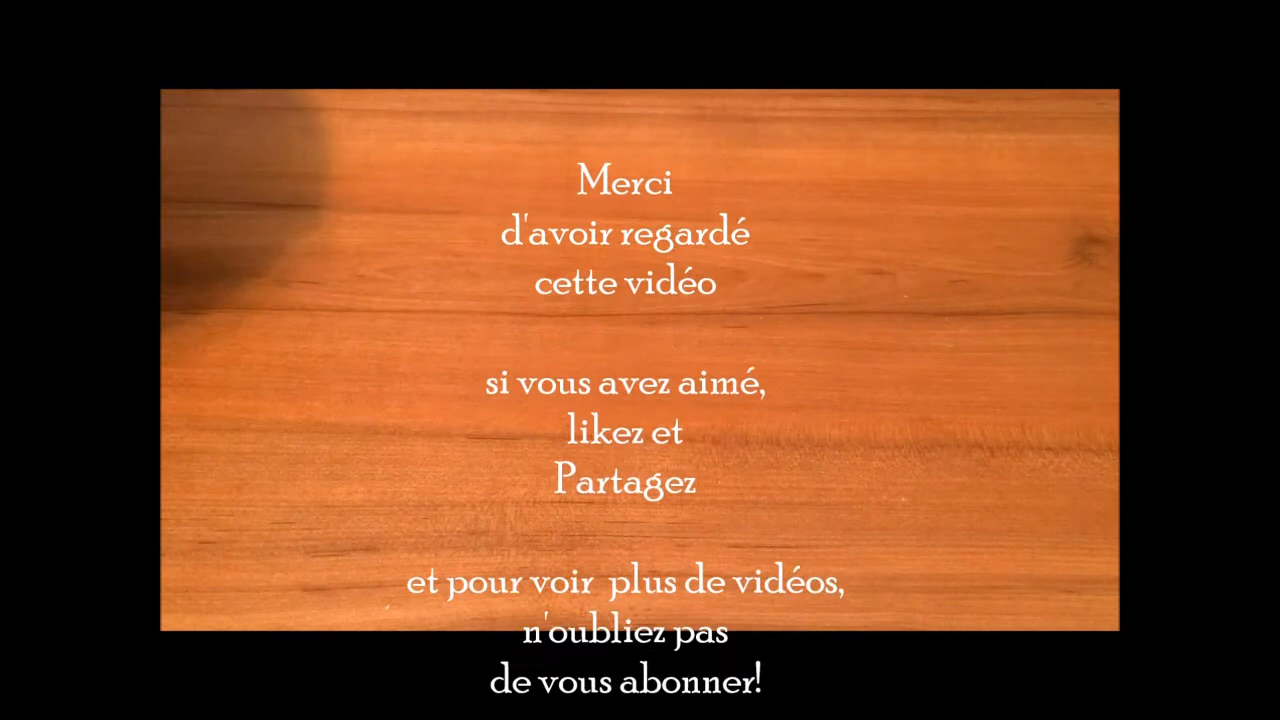 Merci
d'avoir regardé
cette vidéo
si vous avez aimé,
likez et
Partagez
et pour voir plus de vidéos,
n'oubliez pas
de vous abonner!